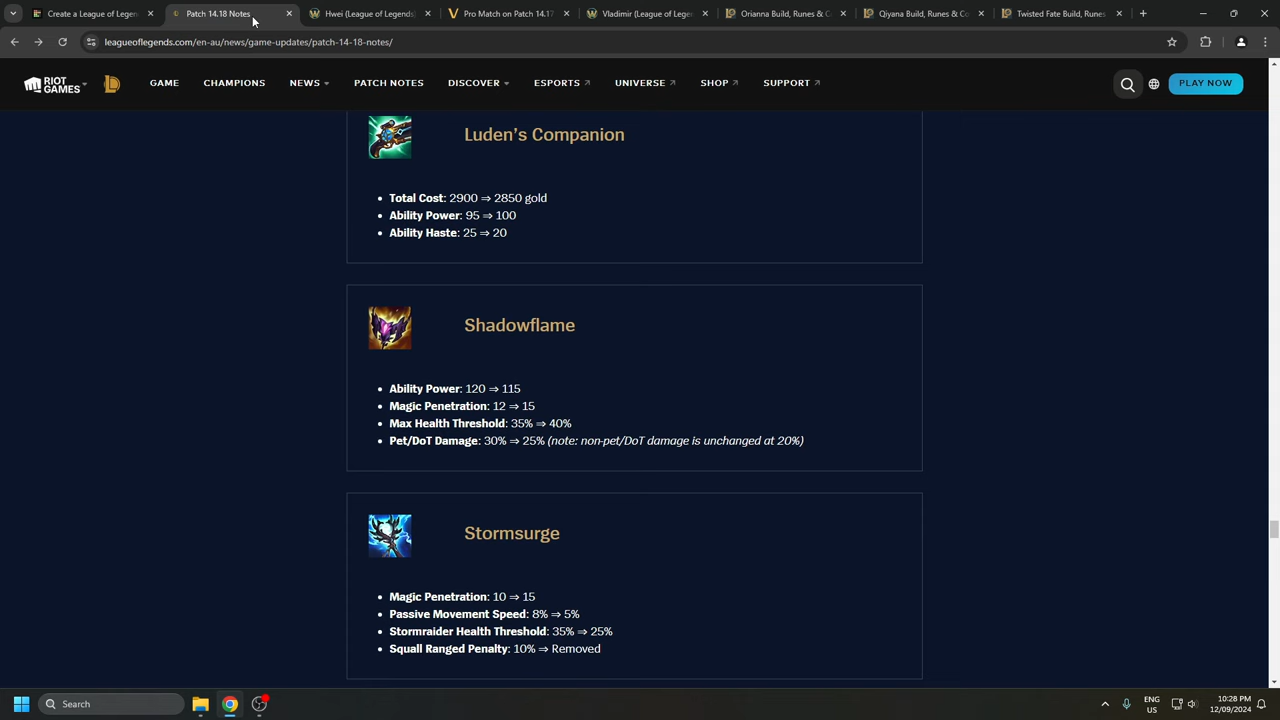 Create a League of Legen
Patch 14.18 Notes
Hwei (League of Legends)
Pro Match on Patch 14.17
Vladimir (League of Legen
Orianna Build, Runes & Co
Qiyana Build, Runes & Co
Twisted Fate Build, Runes
leagueoflegends.com/en-au/news/game-updates/patch-14-18-notes/
RIOT GAMES
GAME
CHAMPIONS
NEWS
PATCH NOTES
DISCOVER
ESPORTS
UNIVERSE
SHOP
SUPPORT
PLAY NOW
Luden's Companion
• Total Cost: 2900 ⇒ 2850 gold
• Ability Power: 95 ⇒ 100
• Ability Haste: 25 ⇒ 20
Shadowflame
• Ability Power: 120 ⇒ 115
• Magic Penetration: 12 ⇒ 15
• Max Health Threshold: 35% ⇒ 40%
• Pet/DoT Damage: 30% ⇒ 25% (note: non-pet/DoT damage is unchanged at 20%)
Stormsurge
• Magic Penetration: 10 ⇒ 15
• Passive Movement Speed: 8% ⇒ 5%
• Stormraider Health Threshold: 35% ⇒ 25%
• Squall Ranged Penalty: 10% ⇒ Removed
Search
ENG
US
10:28 PM
12/09/2024